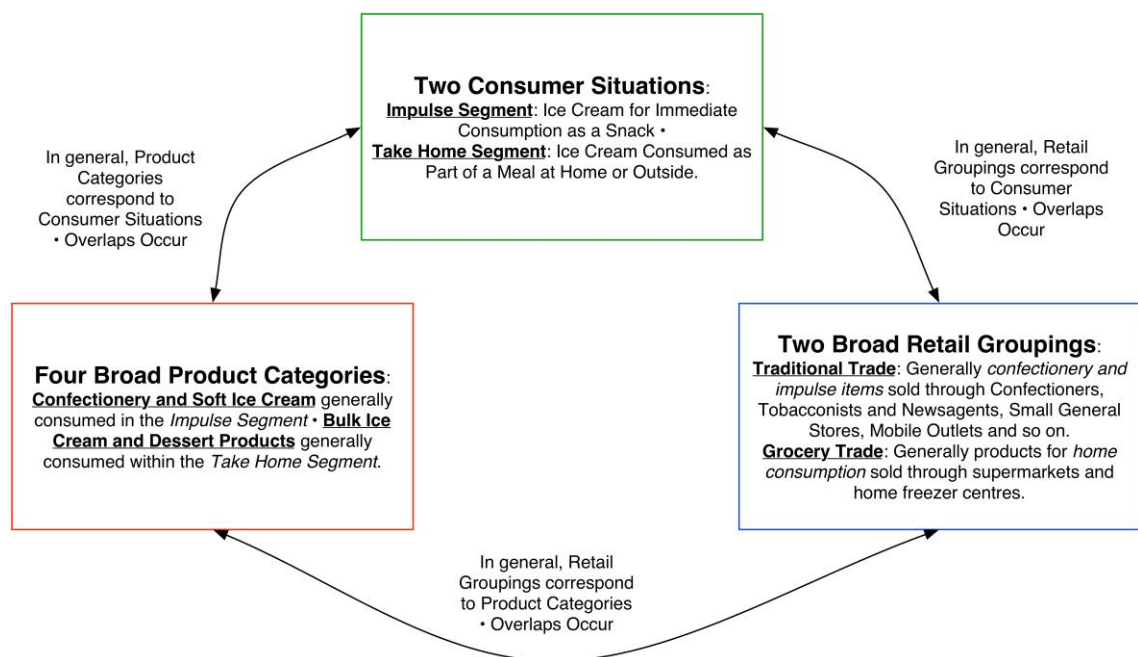 Two Consumer Situations:
Impulse Segment: Ice Cream for Immediate
Consumption as a Snack •
Take Home Segment: Ice Cream Consumed as
Part of a Meal at Home or Outside.
In general, Product
Categories
correspond to
Consumer Situations
• Overlaps Occur
In general, Retail
Groupings correspond
to Consumer
Situations • Overlaps
Occur
Four Broad Product Categories:
Confectionery and Soft Ice Cream generally
consumed in the Impulse Segment • Bulk Ice
Cream and Dessert Products generally
consumed within the Take Home Segment.
Two Broad Retail Groupings:
Traditional Trade: Generally confectionery and
impulse items sold through Confectioners,
Tobacconists and Newsagents, Small General
Stores, Mobile Outlets and so on.
Grocery Trade: Generally products for home
consumption sold through supermarkets and
home freezer centres.
In general, Retail
Groupings correspond
to Product Categories
• Overlaps Occur